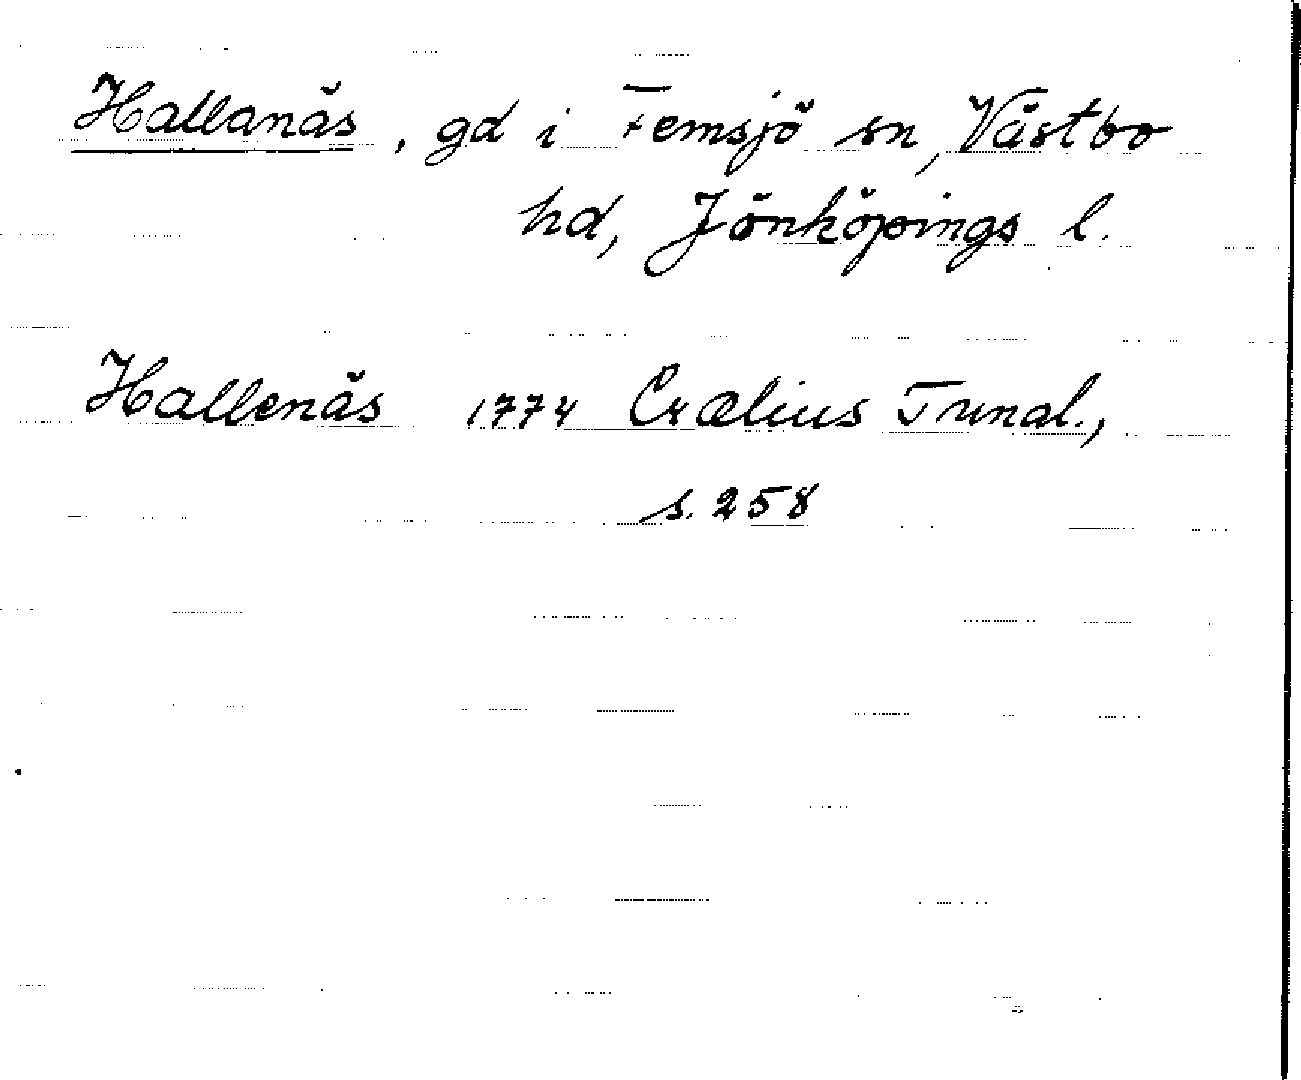 Hallanäs, gd i Femsjö sn, Västbo
hd, Jönköpings l.
Hallenäs 1774 Crælius Tunal.,
s. 258